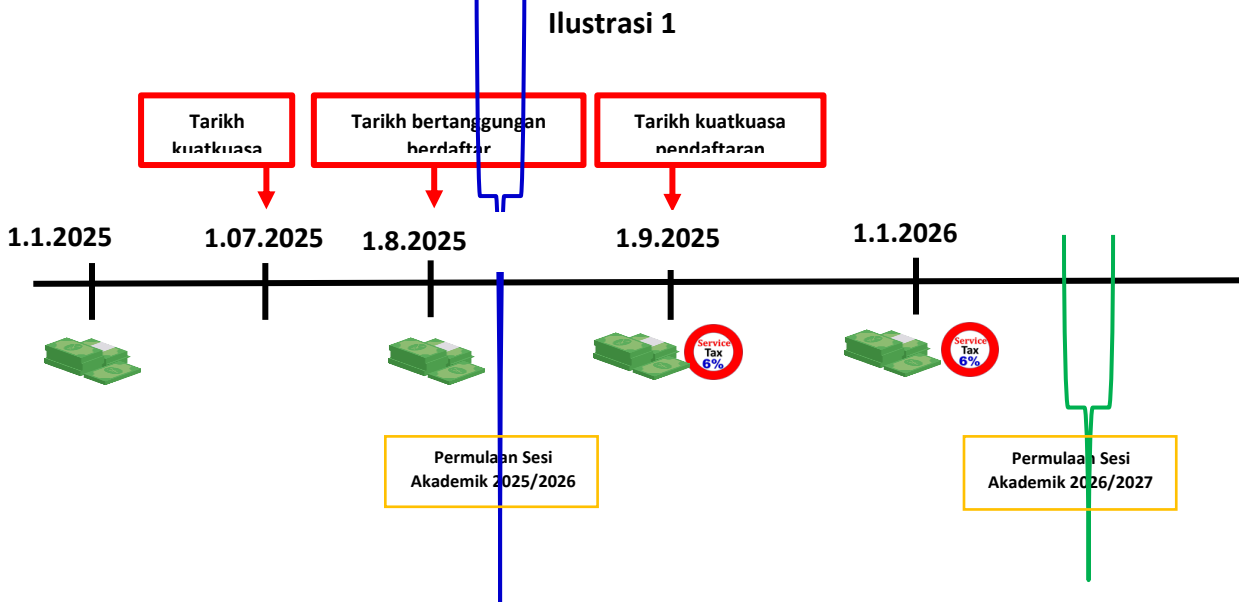 Ilustrasi 1
Tarikh
kuatkuasa
Tarikh bertanggungan
berdaftar
Tarikh kuatkuasa
pendaftaran
1.1.2025
1.07.2025
1.8.2025
1.9.2025
1.1.2026
Service
Tax
6%
Service
Tax
6%
Permulaan Sesi
Akademik 2025/2026
Permulaan Sesi
Akademik 2026/2027